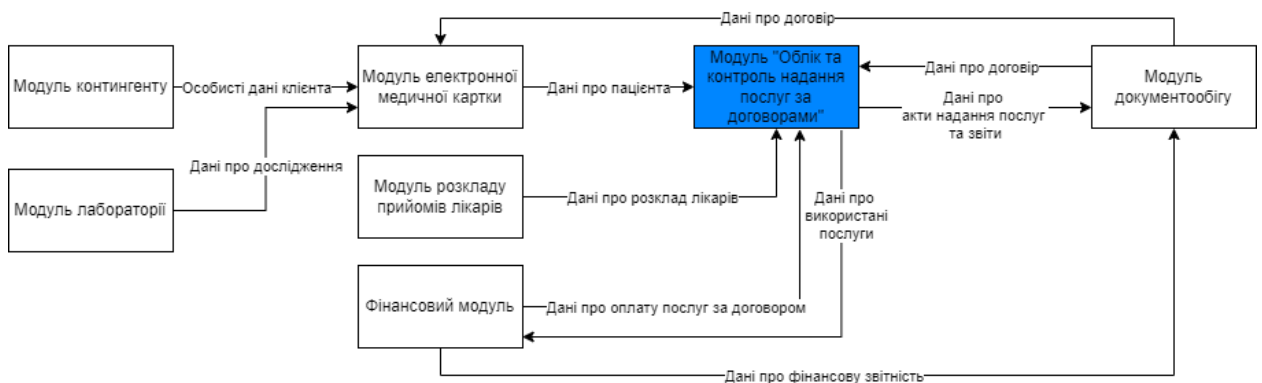 Дані про договір
Модуль контингенту
Особисті дані клієнта
Модуль електронної
медичної картки
Дані про пацієнта
Модуль "Облік та
контроль надання
послуг за
договорами"
Дані про договір
Дані про
акти надання послуг
та звіти
Модуль
документообігу
Дані про дослідження
Модуль лабораторії
Модуль розкладу
прийомів лікарів
Дані про розклад лікарів
Дані про
використані
послуги
Фінансовий модуль
Дані про оплату послуг за договором
Дані про фінансову звітність